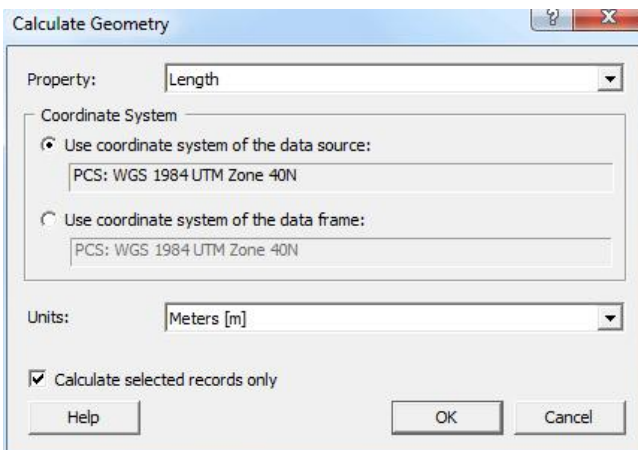 Calculate Geometry
Property: Length
Coordinate System
Use coordinate system of the data source:
PCS: WGS 1984 UTM Zone 40N
Use coordinate system of the data frame:
PCS: WGS 1984 UTM Zone 40N
Units: Meters [m]
Calculate selected records only
Help OK Cancel